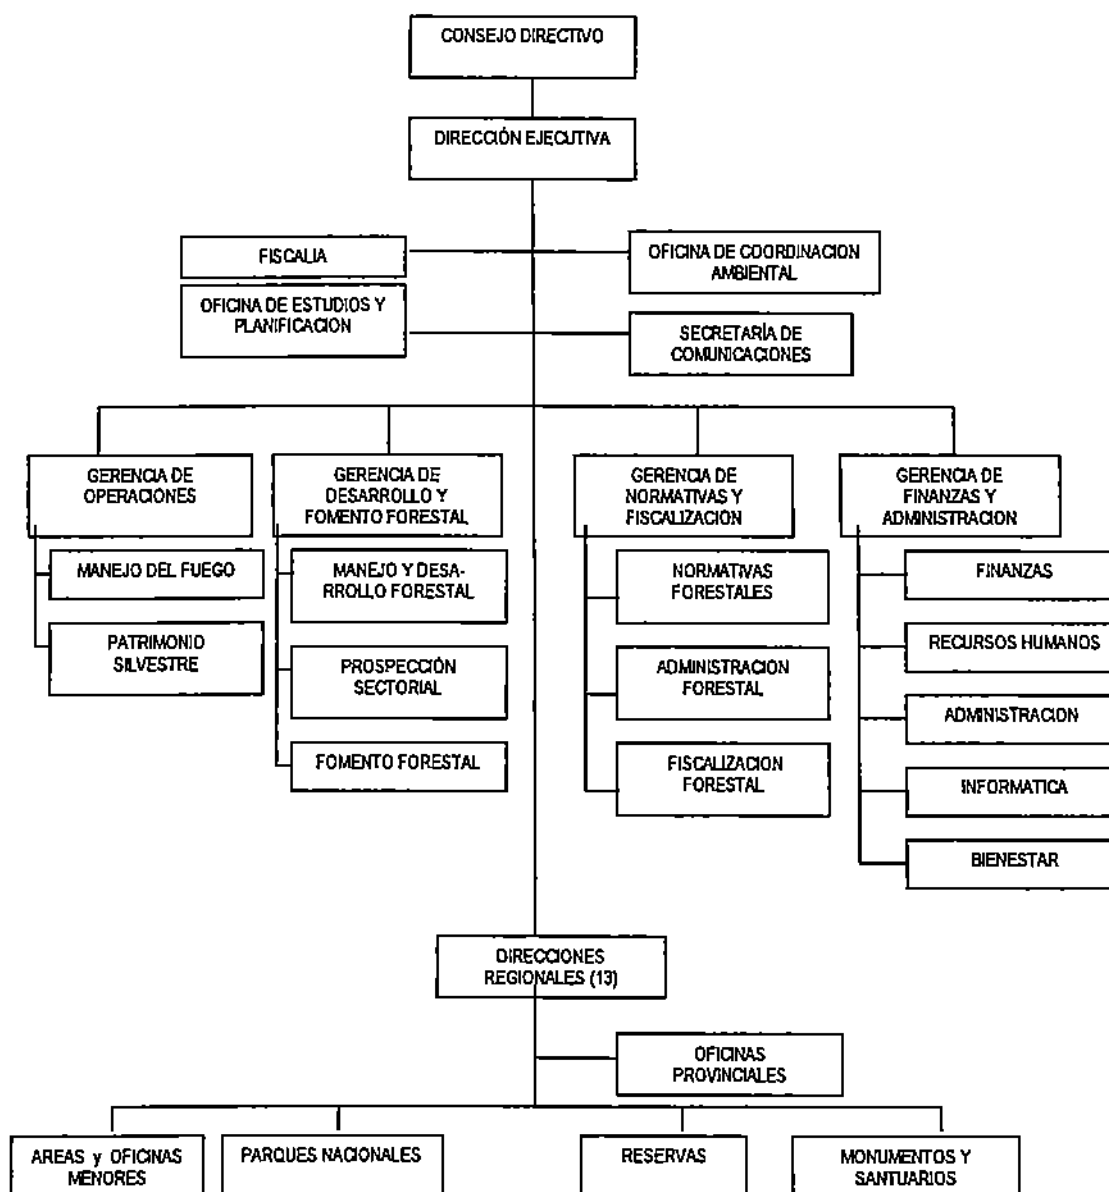 CONSEJO DIRECTIVO
DIRECCIÓN EJECUTIVA
FISCALIA
OFICINA DE COORDINACION
AMBIENTAL
OFICINA DE ESTUDIOS Y
PLANIFICACION
SECRETARÍA DE
COMUNICACIONES
GERENCIA DE
OPERACIONES
MANEJO DEL FUEGO
PATRIMONIO
SILVESTRE
GERENCIA DE
DESARROLLO Y
FOMENTO FORESTAL
MANEJO Y DESA-
RROLLO FORESTAL
PROSPECCIÓN
SECTORIAL
FOMENTO FORESTAL
GERENCIA DE
NORMATIVAS Y
FISCALIZACION
NORMATIVAS
FORESTALES
ADMINISTRACION
FORESTAL
FISCALIZACION
FORESTAL
GERENCIA DE
FINANZAS Y
ADMINISTRACION
FINANZAS
RECURSOS HUMANOS
ADMINISTRACION
INFORMATICA
BIENESTAR
DIRECCIONES
REGIONALES (13)
OFICINAS
PROVINCIALES
AREAS y OFICINAS
MENORES
PARQUES NACIONALES
RESERVAS
MONUMENTOS Y
SANTUARIOS